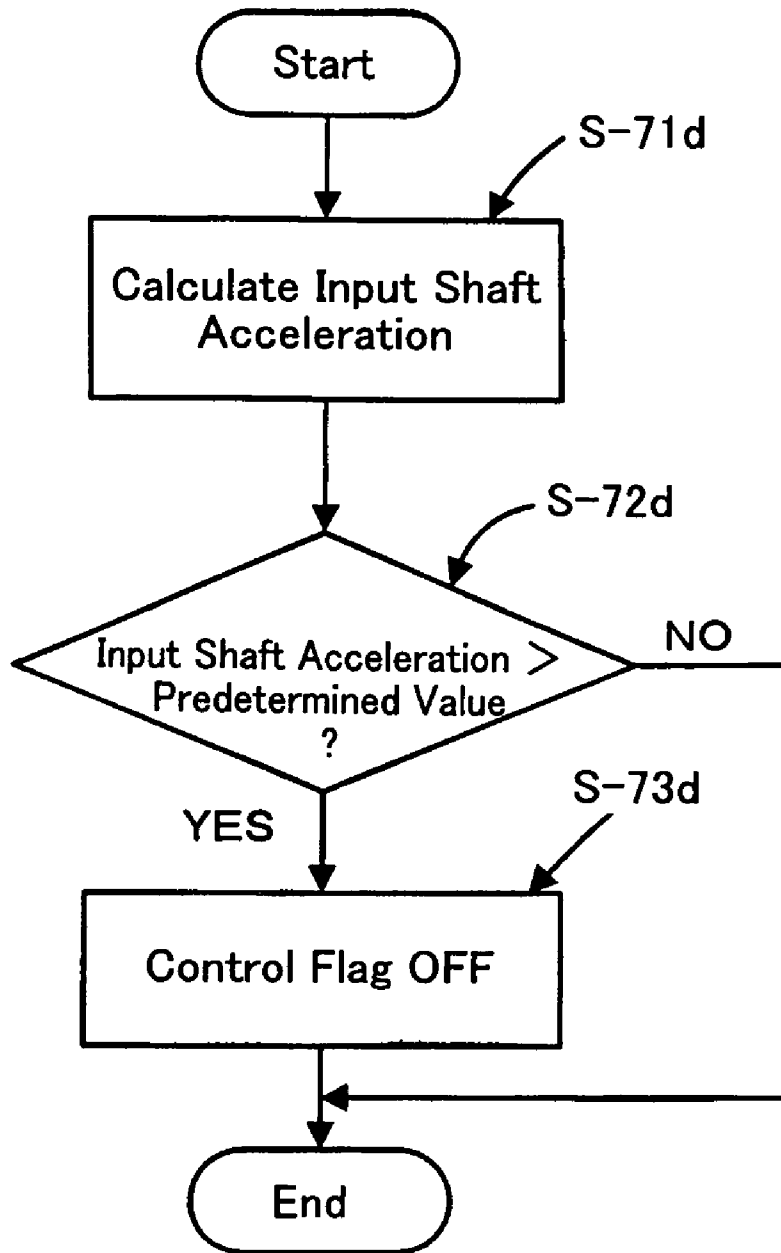 Start
S-71d
Calculate Input Shaft
Acceleration
S-72d
Input Shaft Acceleration >
Predetermined Value
?
NO
YES
S-73d
Control Flag OFF
End